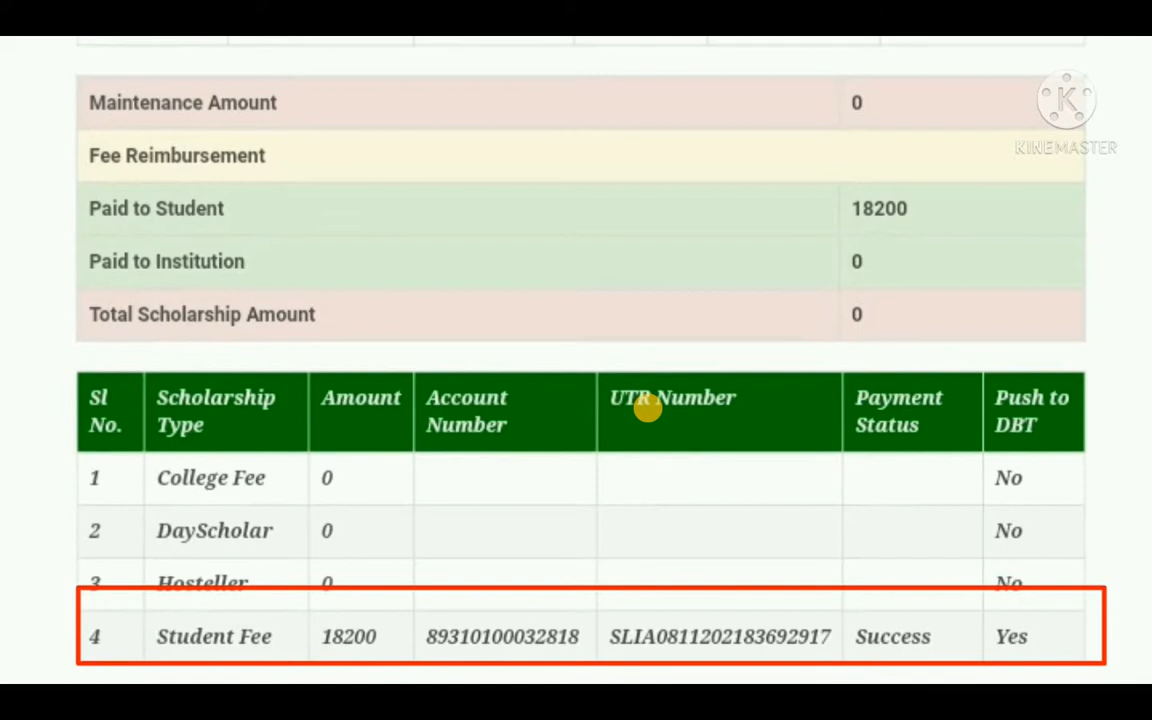 Maintenance Amount 0
K
KINEMASTER
Fee Reimbursement
Paid to Student 18200
Paid to Institution 0
Total Scholarship Amount 0
Sl No. Scholarship Type Amount Account Number UTR Number Payment Status Push to DBT
1 College Fee 0 No
2 DayScholar 0 No
3 Hosteller 0 No
4 Student Fee 18200 89310100032818 SLIA0811202183692917 Success Yes